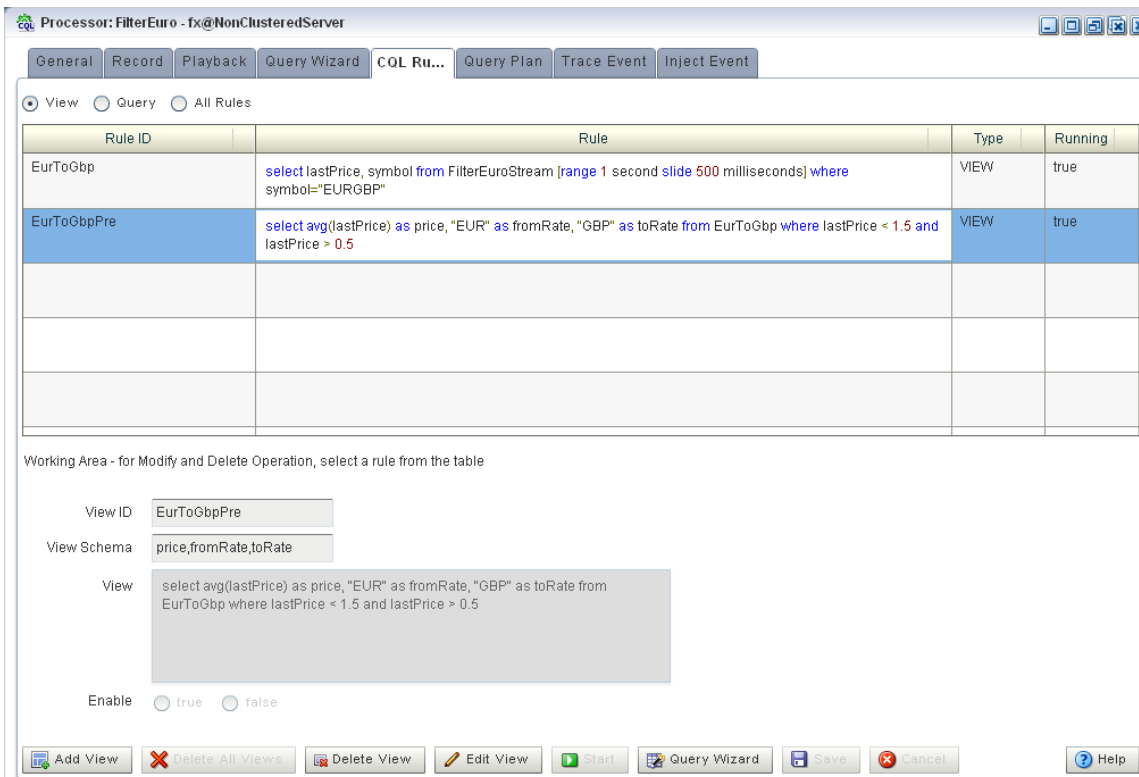 CQL Processor: FilterEuro - fx@NonClusteredServer
General Record Playback Query Wizard CQL Ru... Query Plan Trace Event Inject Event
View Query All Rules
Rule ID Rule Type Running
EurToGbp select lastPrice, symbol from FilterEuroStream [range 1 second slide 500 milliseconds] where VIEW true
symbol="EURGBP"
EurToGbpPre select avg(lastPrice) as price, "EUR" as fromRate, "GBP" as toRate from EurToGbp where lastPrice < 1.5 and VIEW true
lastPrice > 0.5
Working Area - for Modify and Delete Operation, select a rule from the table
View ID EurToGbpPre
View Schema price,fromRate,toRate
View select avg(lastPrice) as price, "EUR" as fromRate, "GBP" as toRate from
EurToGbp where lastPrice < 1.5 and lastPrice > 0.5
Enable true false
Add View Delete All Views Delete View Edit View Start Query Wizard Save Cancel Help